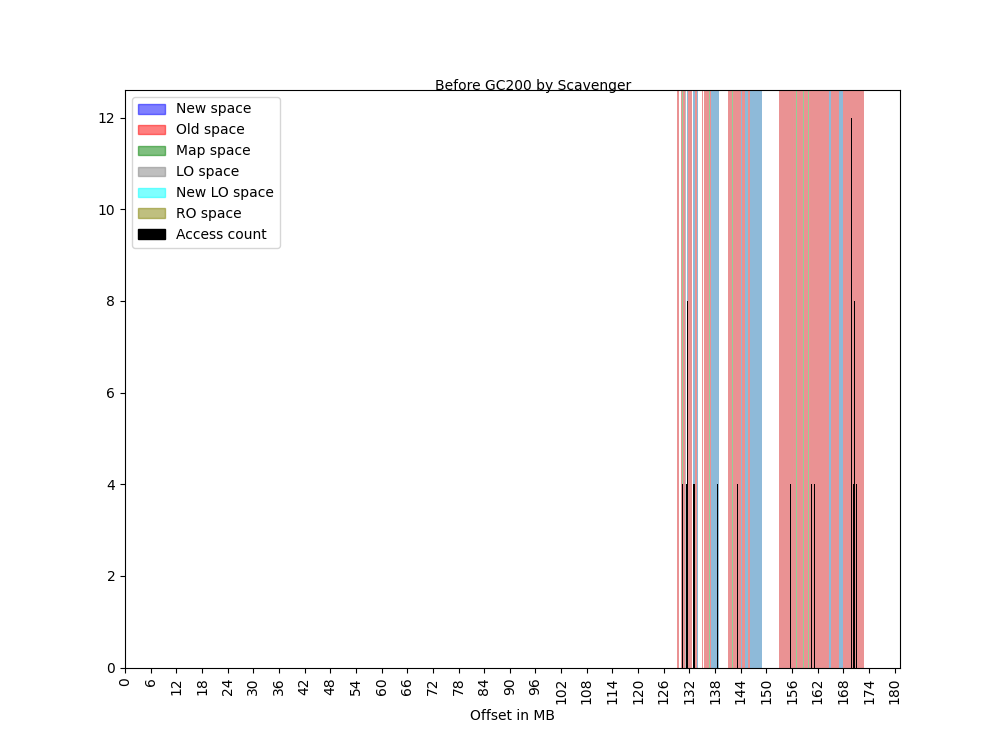 Before GC200 by Scavenger
New space
Old space
Map space
LO space
New LO space
RO space
Access count
12
10
8
6
4
2
0
0 6 12 18 24 30 36 42 48 54 60 66 72 78 84 90 96 102 108 114 120 126 132 138 144 150 156 162 168 174 180
Offset in MB